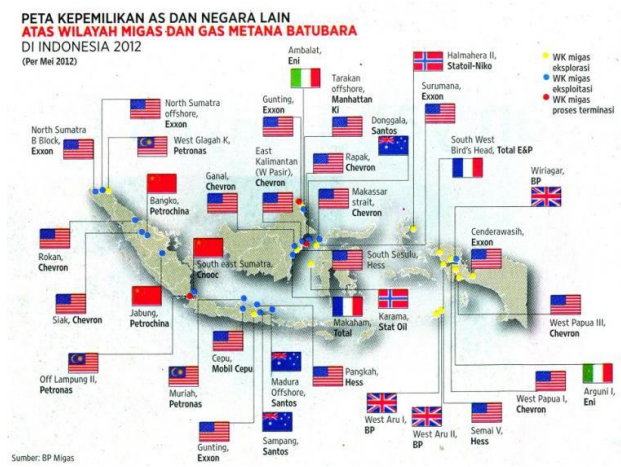 PETA KEPEMILIKAN AS DAN NEGARA LAIN
ATAS WILAYAH MIGAS DAN GAS METANA BATUBARA
DI INDONESIA 2012
(Per Mei 2012)
WK migas
eksplorasi
WK migas
eksploitasi
WK migas
proses terminasi
North Sumatra
B Block,
Exxon
North Sumatra
offshore,
Exxon
West Glagah K,
Petronas
Bangko,
Petrochina
Ganal,
Chevron
East
Kalimantan
(W Pasir),
Chevron
Gunting,
Exxon
Ambalat,
Eni
Tarakan
offshore,
Manhattan
Ki
Rapak,
Chevron
Donggala,
Santos
Makassar
strait,
Chevron
Halmahera II,
Statoil-Niko
Surumana,
Exxon
South West
Bird's Head, Total E&P
Wiriagar,
BP
Cenderawasih,
Exxon
South east Sumatra,
Cnooc
South Sesulu,
Hess
Rokan,
Chevron
Siak, Chevron
Jabung,
Petrochina
Makaham,
Total
Karama,
Stat Oil
West Papua III,
Chevron
Off Lampung II,
Petronas
Muriah,
Petronas
Cepu,
Mobil Cepu
Madura
Offshore,
Santos
Pangkah,
Hess
Gunting,
Exxon
Sampang,
Santos
West Aru I,
BP
West Aru II,
BP
Semai V,
Hess
West Papua I,
Chevron
Arguni I,
Eni
Sumber: BP Migas